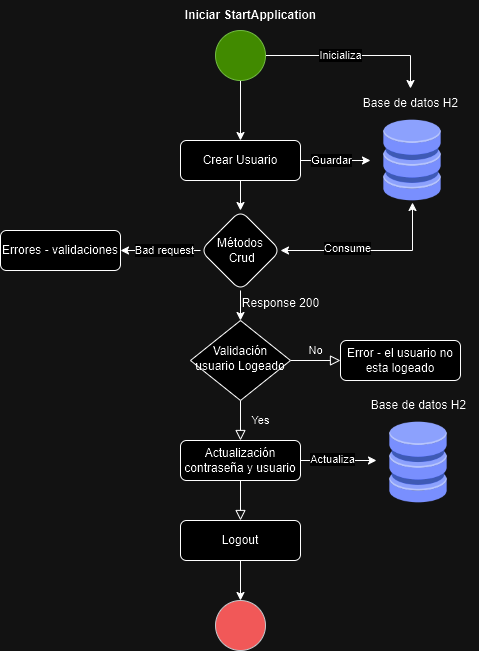 Iniciar StartApplication
Inicializa
Base de datos H2
Crear Usuario
Guardar
Métodos
Crud
Consume
Bad request
Errores - validaciones
Response 200
Validación
usuario Logeado
No
Error - el usuario no
esta logeado
Yes
Base de datos H2
Actualización
contraseña y usuario
Actualiza
Logout